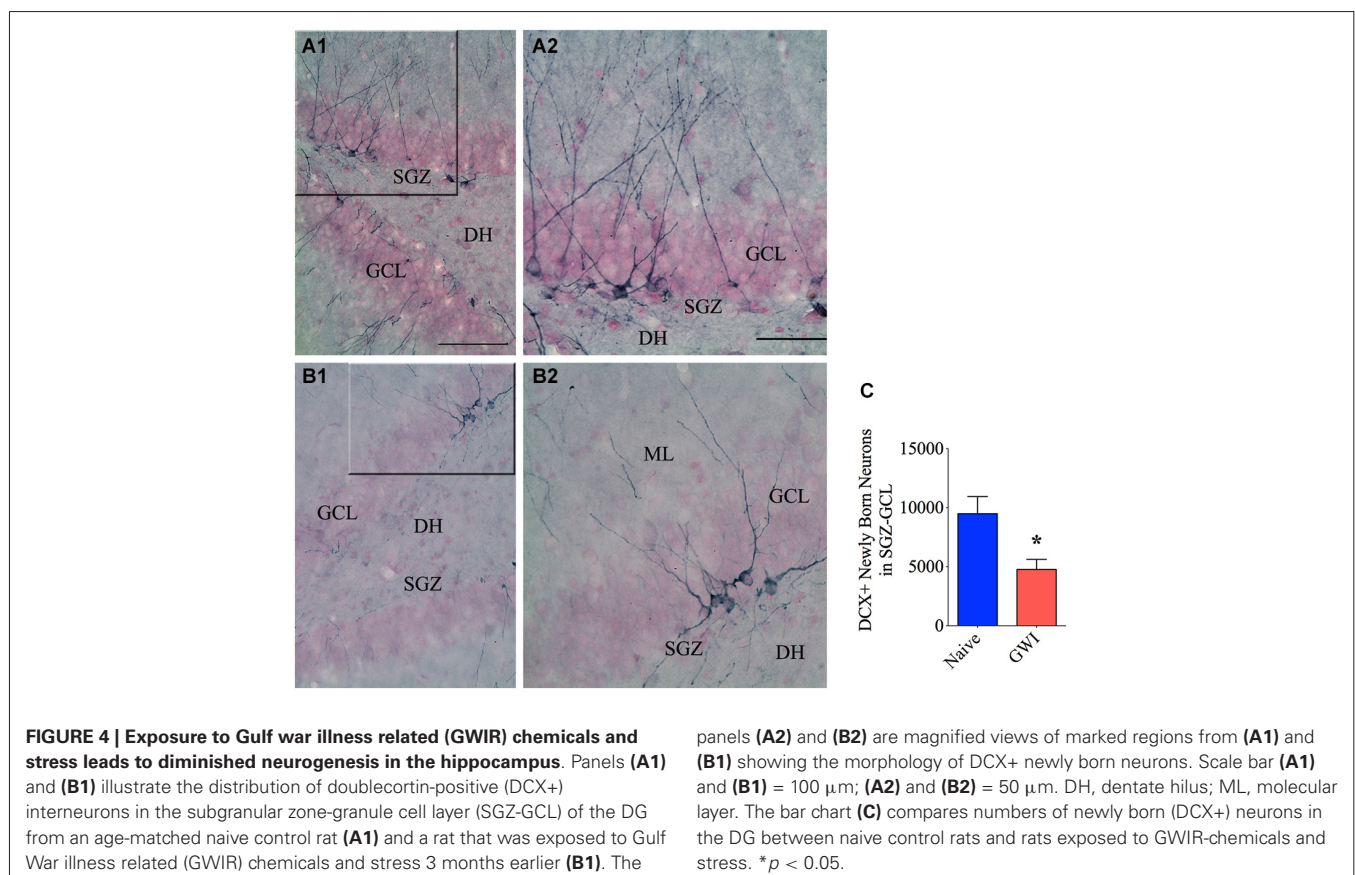 A1
SGZ
DH
GCL
A2
GCL
SGZ
DH
B1
GCL
DH
SGZ
B2
ML
GCL
SGZ
DH
C
DCX+ Newly Born Neurons
in SGZ-GCL
15000
10000
5000
0
*
Naive
GWI
FIGURE 4 | Exposure to Gulf war illness related (GWIR) chemicals and
stress leads to diminished neurogenesis in the hippocampus. Panels (A1)
and (B1) illustrate the distribution of doublecortin-positive (DCX+)
interneurons in the subgranular zone-granule cell layer (SGZ-GCL) of the DG
from an age-matched naive control rat (A1) and a rat that was exposed to Gulf
War illness related (GWIR) chemicals and stress 3 months earlier (B1). The
panels (A2) and (B2) are magnified views of marked regions from (A1) and
(B1) showing the morphology of DCX+ newly born neurons. Scale bar (A1)
and (B1) = 100 μm; (A2) and (B2) = 50 μm. DH, dentate hilus; ML, molecular
layer. The bar chart (C) compares numbers of newly born (DCX+) neurons in
the DG between naive control rats and rats exposed to GWIR-chemicals and
stress. *p < 0.05.